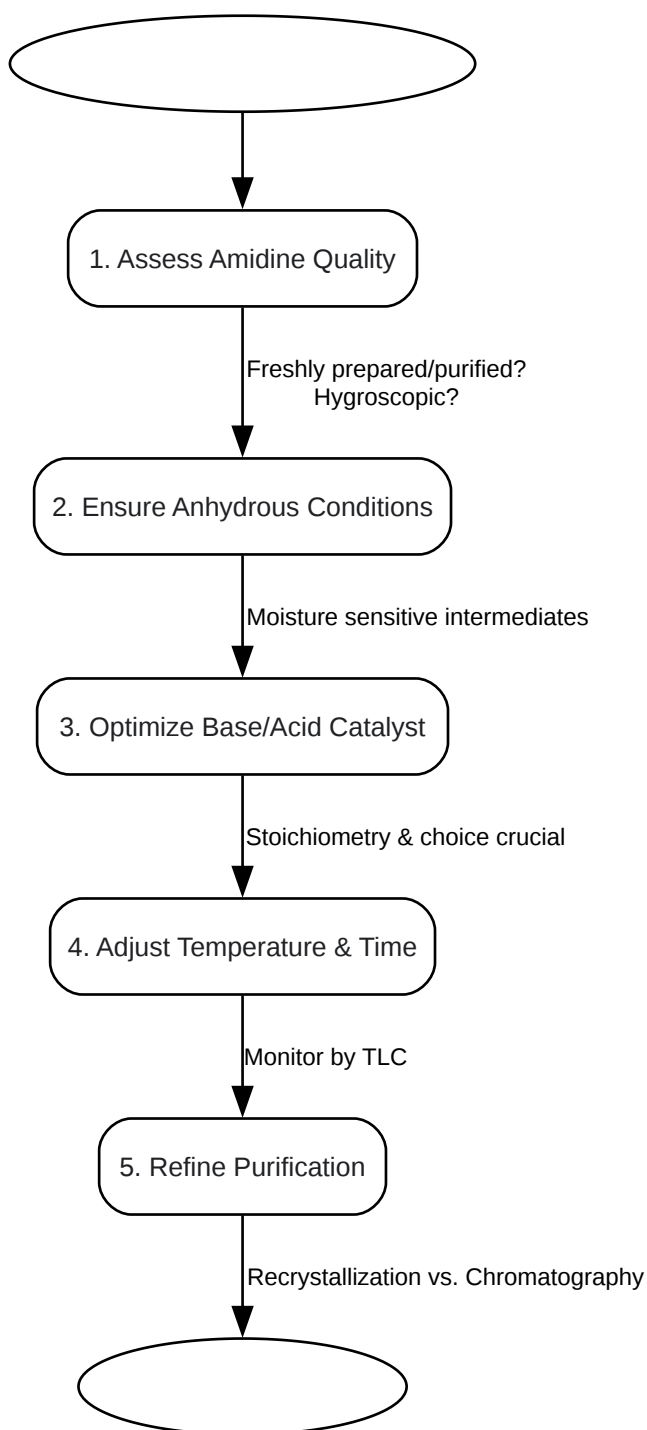 1. Assess Amidine Quality
Freshly prepared/purified?
Hygroscopic?
2. Ensure Anhydrous Conditions
Moisture sensitive intermediates
3. Optimize Base/Acid Catalyst
Stoichiometry & choice crucial
4. Adjust Temperature & Time
Monitor by TLC
5. Refine Purification
Recrystallization vs. Chromatography